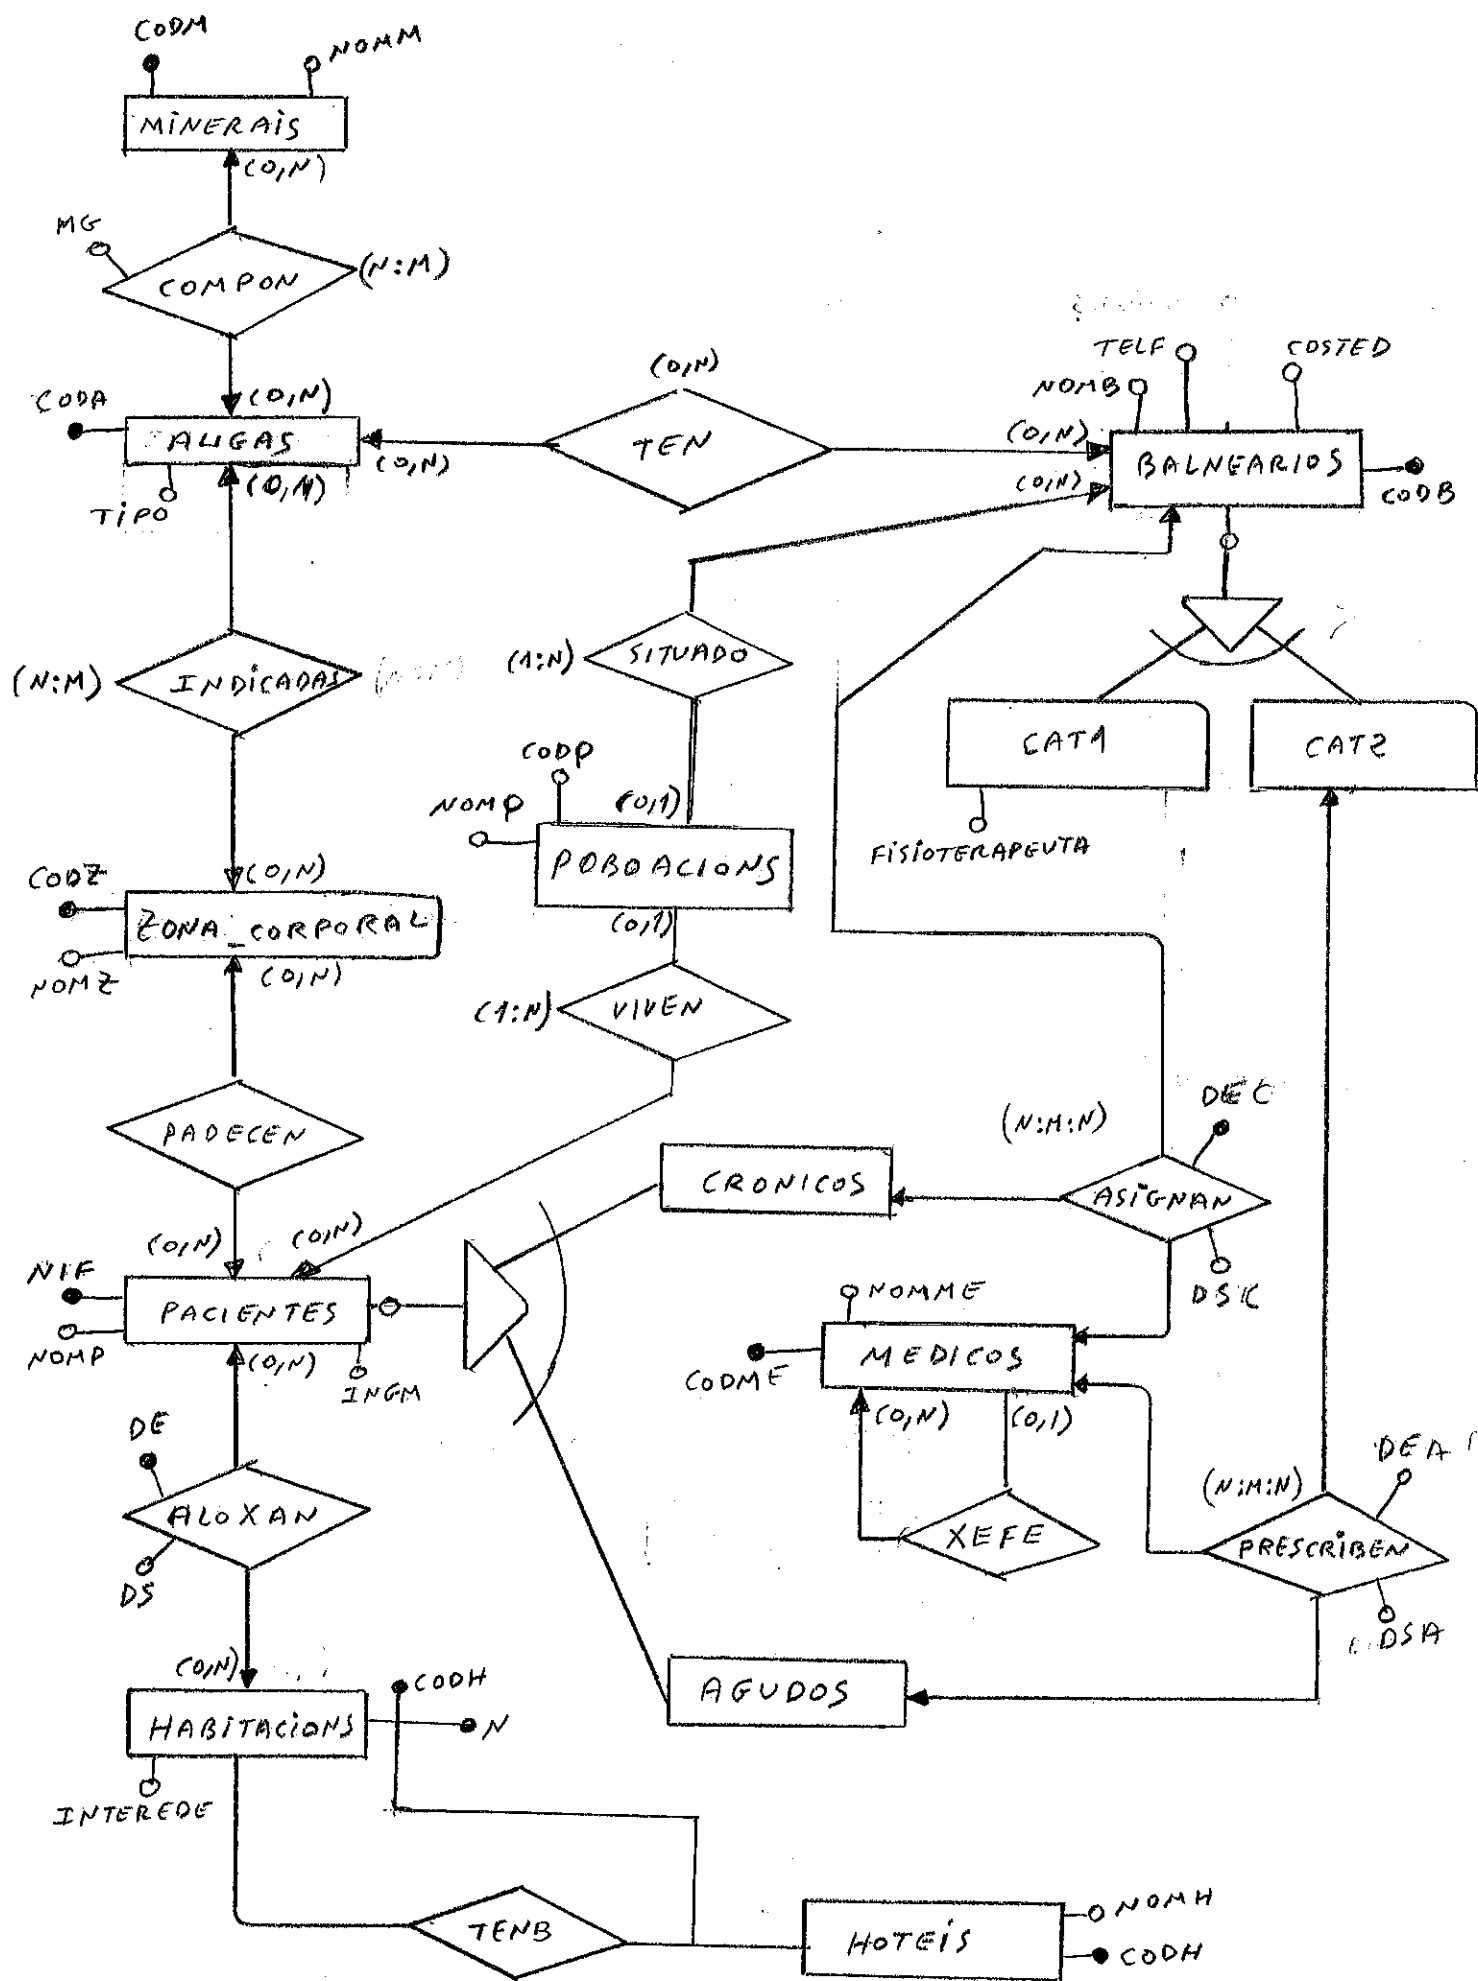 CODM
NOMM
MINERAIS
(0,N)
MG
COMPON
(N:M)
CODA
(0,N)
AUGAS
(0,N)
TIPO
(0,N)
(0,N)
TEN
(0,N)
TELF
COSTED
NOMB
BALNEARIOS
CODB
(0,N)
(1:N)
SITUADO
CAT1
CAT2
FISIOTERAPEUTA
(N:M)
INDICADAS
CODP
NOMP
(0,1)
POBOACIONS
(0,1)
CODZ
(0,N)
ZONA_CORPORAL
NOMZ
(0,N)
(1:N)
VIVEN
PADECEN
(N:M:N)
DEC
CRONICOS
ASIGNAN
DSC
(0,N)
(0,N)
NIF
PACIENTES
NOMP
(0,N)
INGM
NOMME
MEDICOS
CODME
(0,N)
(0,1)
XEFE
DEA
(N:M:N)
PRESCRIBEN
DSA
DE
ALOXAN
DS
(0,N)
CODH
HABITACIONS
N
INTEREDE
AGUDOS
TENB
HOTEIS
NOMH
CODH